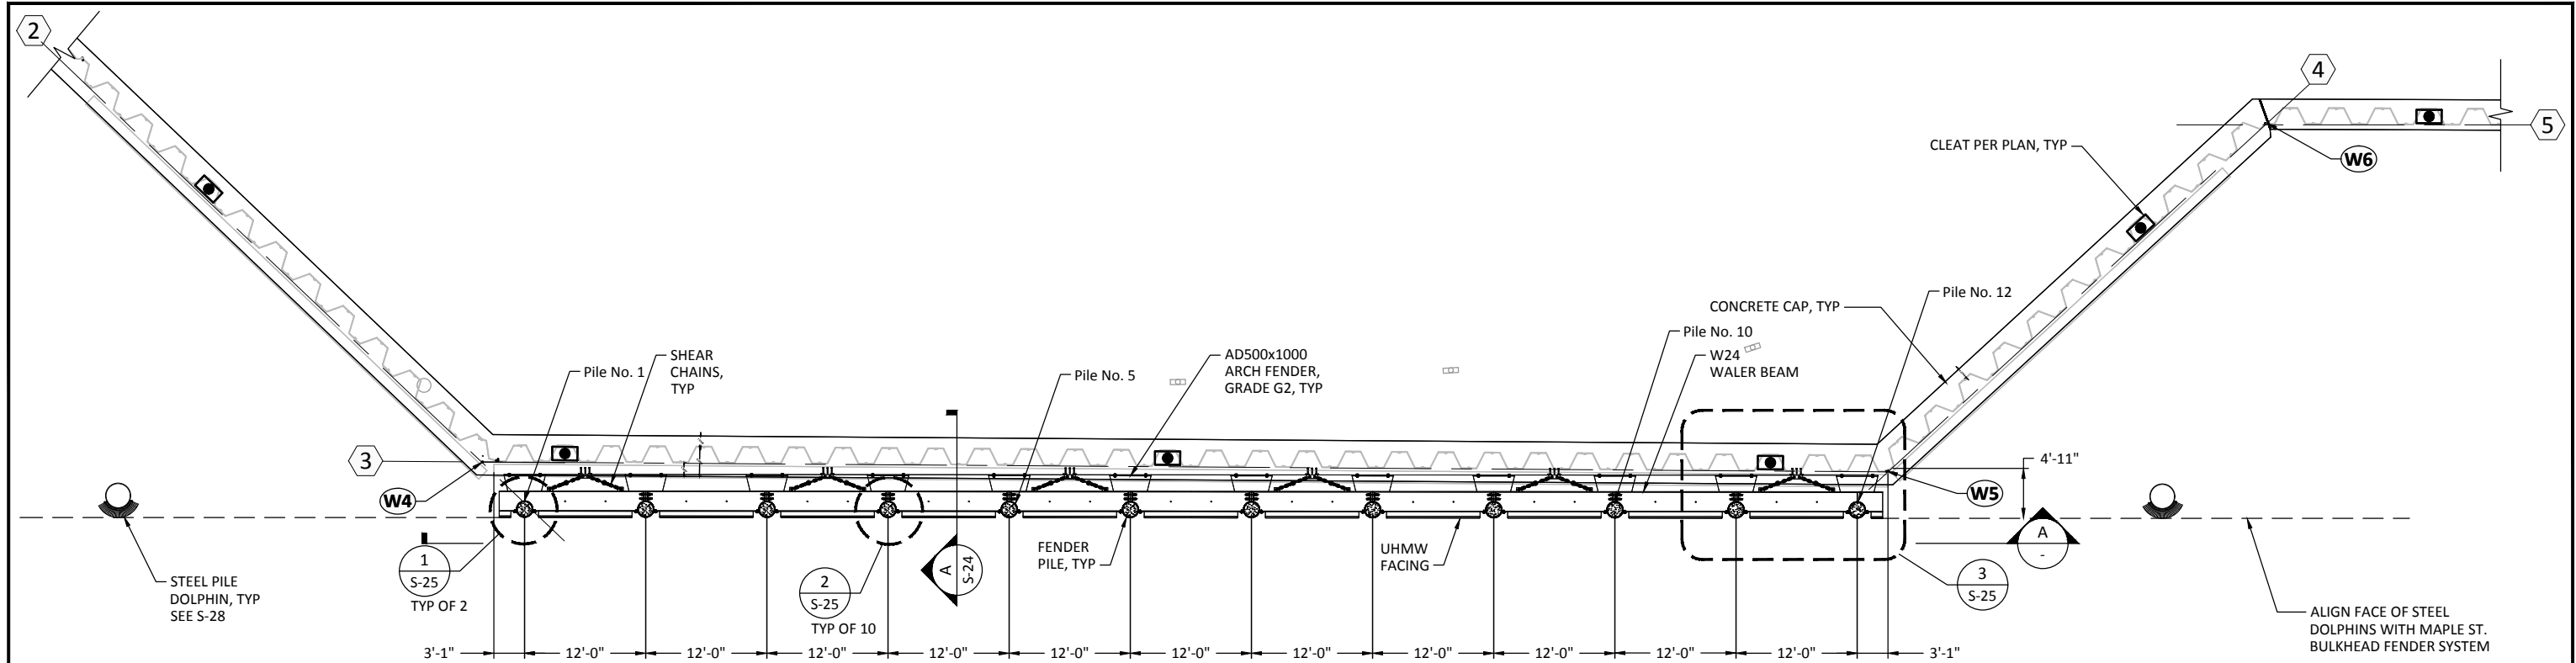 2
4
5
CLEAT PER PLAN, TYP
W6
CONCRETE CAP, TYP
Pile No. 12
Pile No. 10
W24
WALER BEAM
AD500x1000
ARCH FENDER,
GRADE G2, TYP
SHEAR
CHAINS,
TYP
Pile No. 1
Pile No. 5
3
W4
4'-11"
W5
STEEL PILE
DOLPHIN, TYP
SEE S-28
1
S-25
TYP OF 2
2
S-25
TYP OF 10
A
S-24
FENDER
PILE, TYP
UHMW
FACING
3
S-25
A
-
ALIGN FACE OF STEEL
DOLPHINS WITH MAPLE ST.
BULKHEAD FENDER SYSTEM
3'-1" 12'-0" 12'-0" 12'-0" 12'-0" 12'-0" 12'-0" 12'-0" 12'-0" 12'-0" 12'-0" 12'-0" 3'-1"